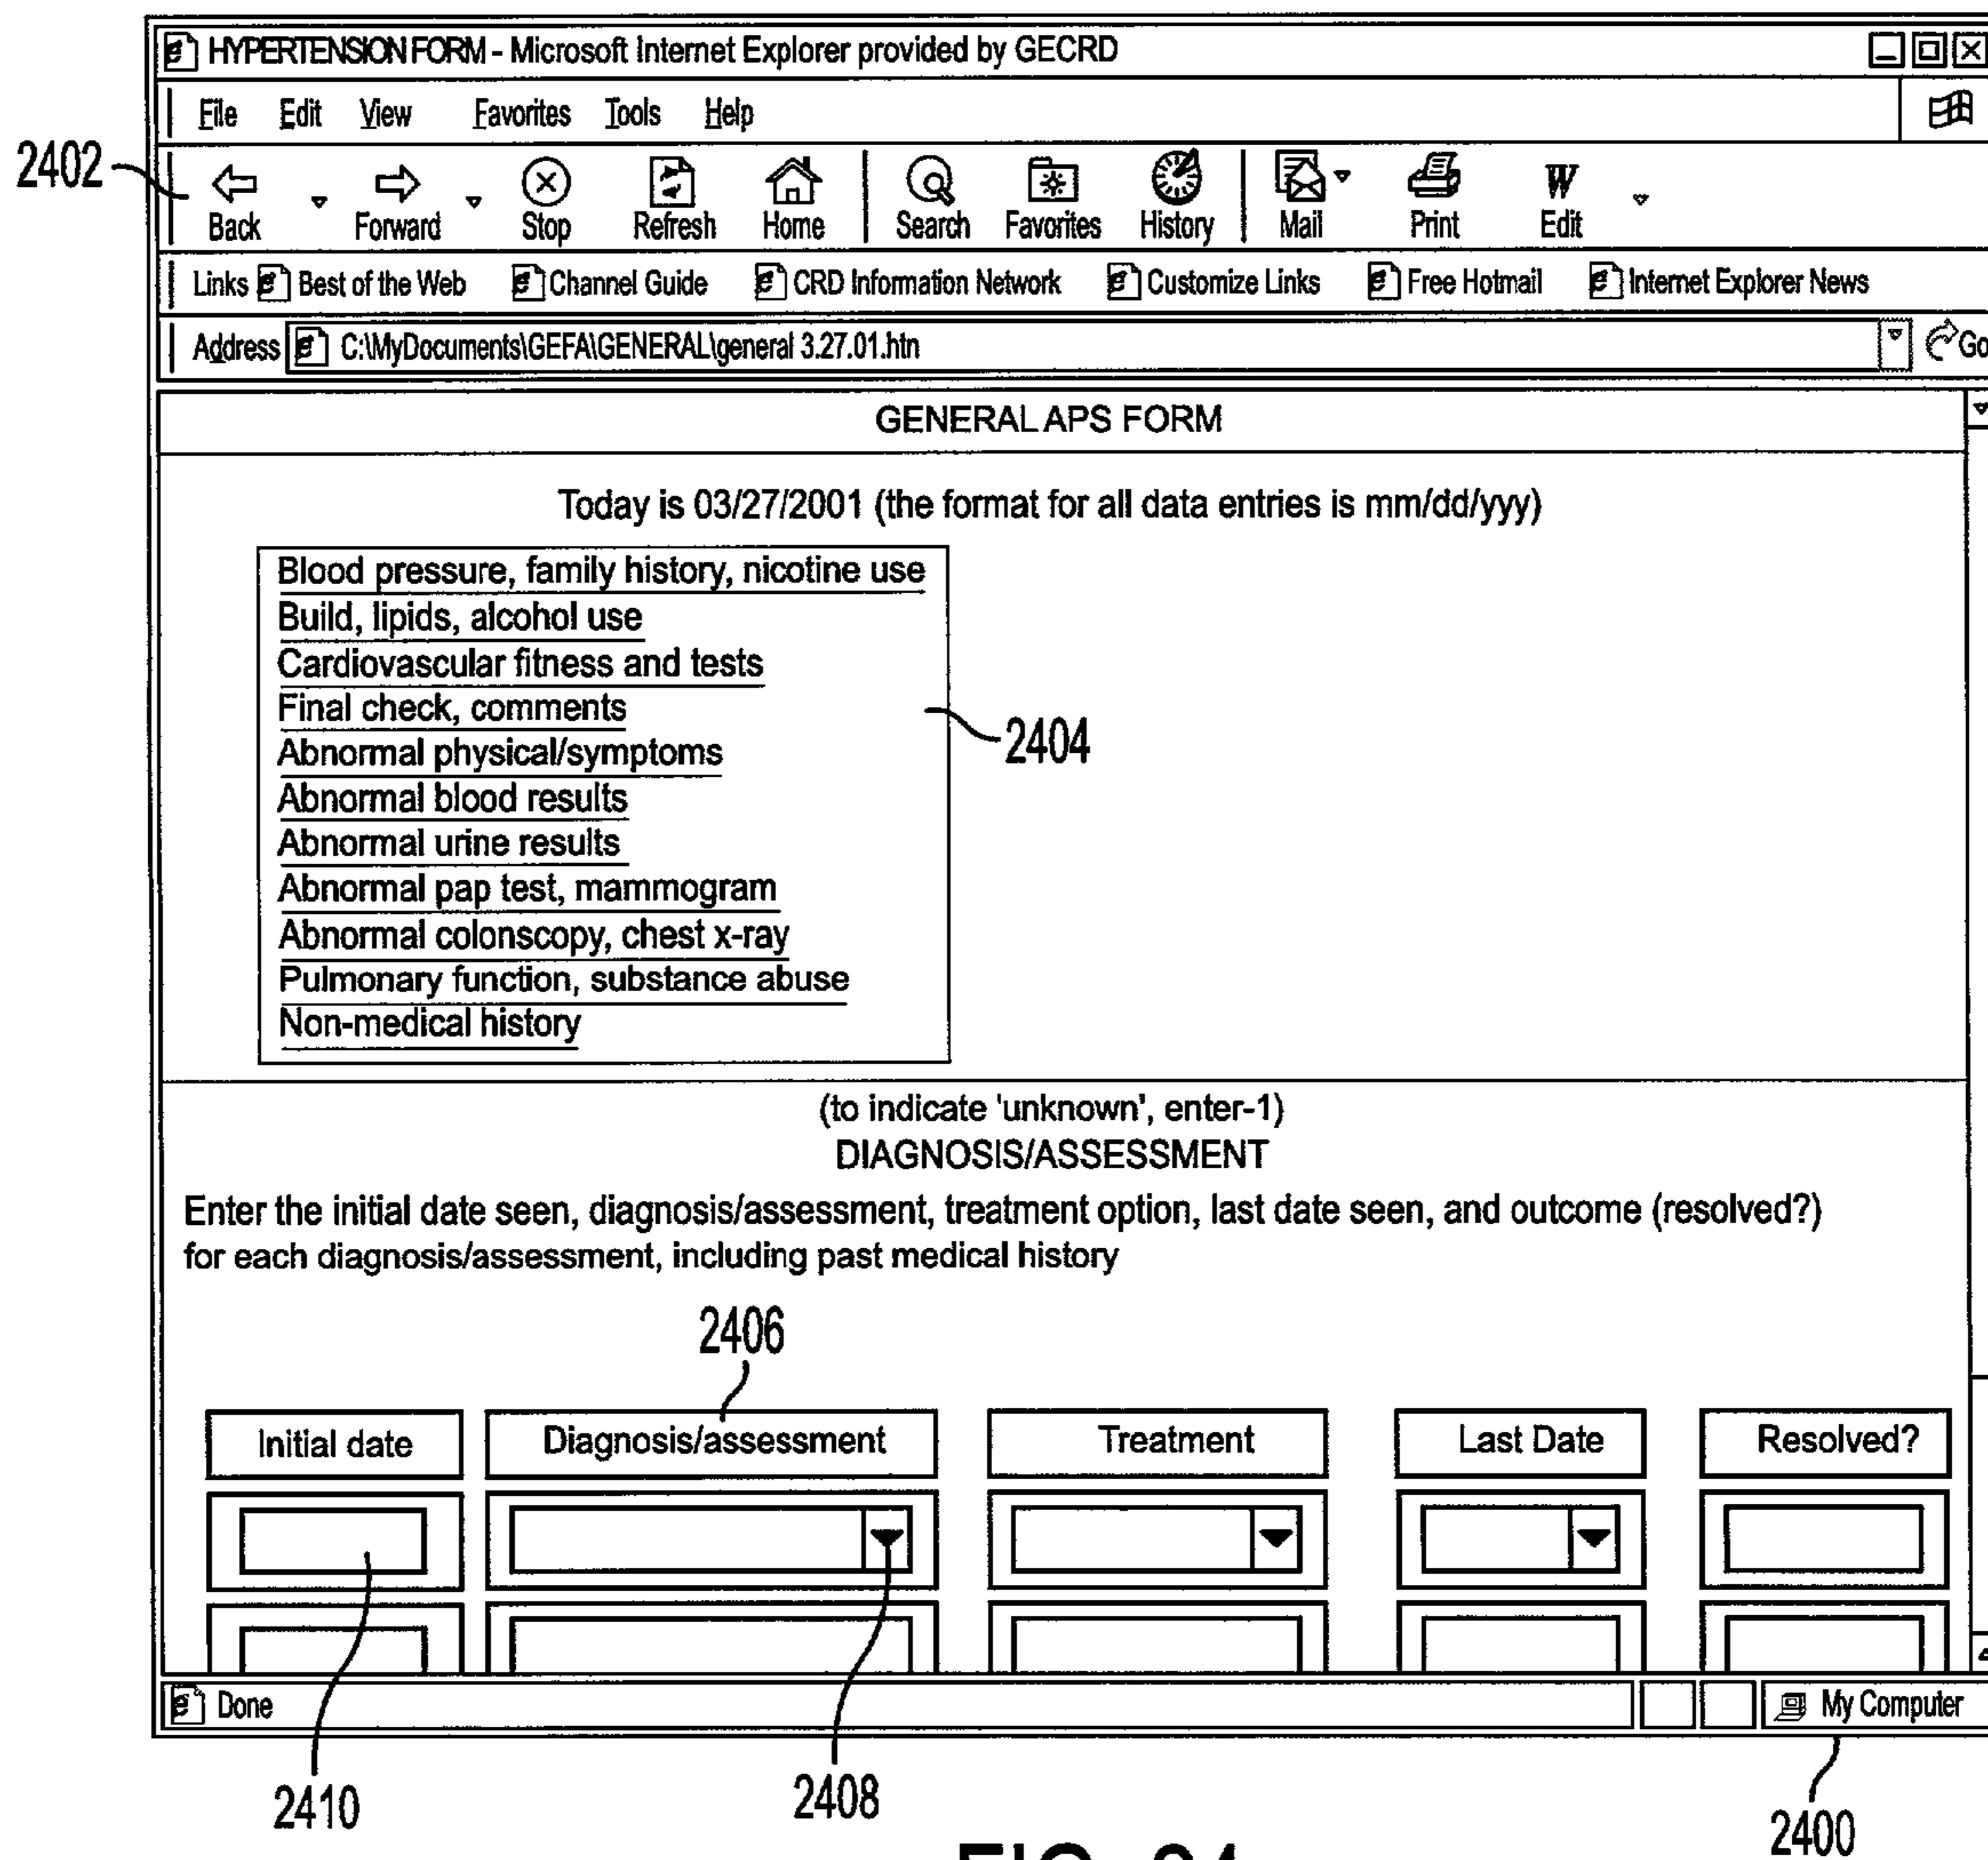 HYPERTENSION FORM - Microsoft Internet Explorer provided by GECRD
File Edit View Favorites Tools Help
2402
Back Forward Stop Refresh Home Search Favorites History Mail Print Edit
Links Best of the Web Channel Guide CRD Information Network Customize Links Free Hotmail Internet Explorer News
Address C:\MyDocuments\GEFA\GENERAL\general 3.27.01.htn Go
GENERAL APS FORM
Today is 03/27/2001 (the format for all data entries is mm/dd/yyy)
Blood pressure, family history, nicotine use
Build, lipids, alcohol use
Cardiovascular fitness and tests
Final check, comments
2404
Abnormal physical/symptoms
Abnormal blood results
Abnormal urine results
Abnormal pap test, mammogram
Abnormal colonscopy, chest x-ray
Pulmonary function, substance abuse
Non-medical history
(to indicate 'unknown', enter-1)
DIAGNOSIS/ASSESSMENT
Enter the initial date seen, diagnosis/assessment, treatment option, last date seen, and outcome (resolved?)
for each diagnosis/assessment, including past medical history
2406
Initial date Diagnosis/assessment Treatment Last Date Resolved?
Done My Computer
2410 2408 2400